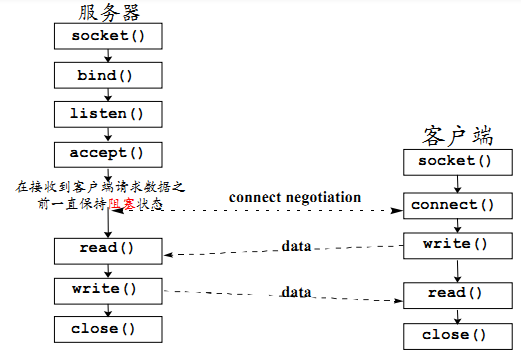 服务器
socket()
bind()
listen()
accept()
在接收到客户端请求数据之
前一直保持阻塞状态
read()
write()
close()
connect negotiation
data
data
客户端
socket()
connect()
write()
read()
close()